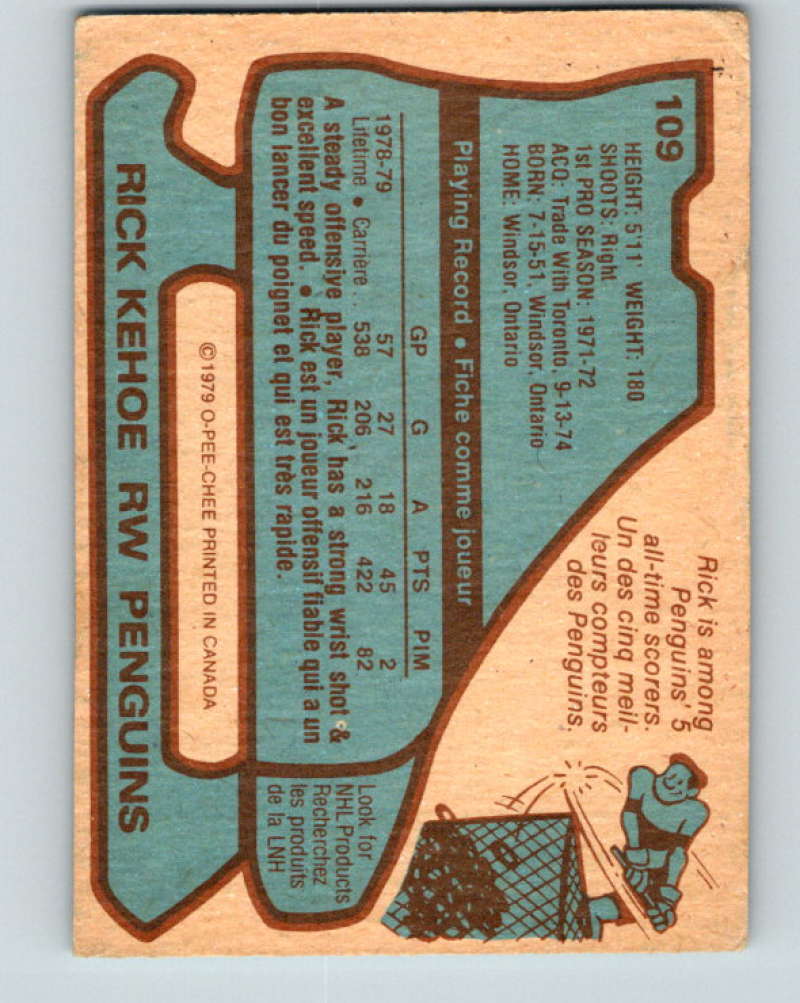 109
HEIGHT: 5'11' WEIGHT: 180
SHOOTS: Right
1st PRO SEASON: 1971-72
ACQ: Trade With Toronto, 9-13-74
BORN: 7-15-51, Windsor, Ontario
HOME: Windsor, Ontario
Rick is among
Penguins' 5
all-time scorers.
Un des cinq meil-
leurs compteurs
des Penguins.
Playing Record • Fiche comme joueur
GP G A PTS PIM
1978-79 57 27 18 45 2
Lifetime • Carrière .. 538 206 216 422 82
A steady offensive player, Rick has a strong wrist shot &
excellent speed. • Rick est un joueur offensif fiable qui a un
bon lancer du poignet et qui est très rapide.
Look for
NHL Products
Recherchez
les produits
de la LNH
©1979 O-PEE-CHEE PRINTED IN CANADA
RICK KEHOE RW PENGUINS